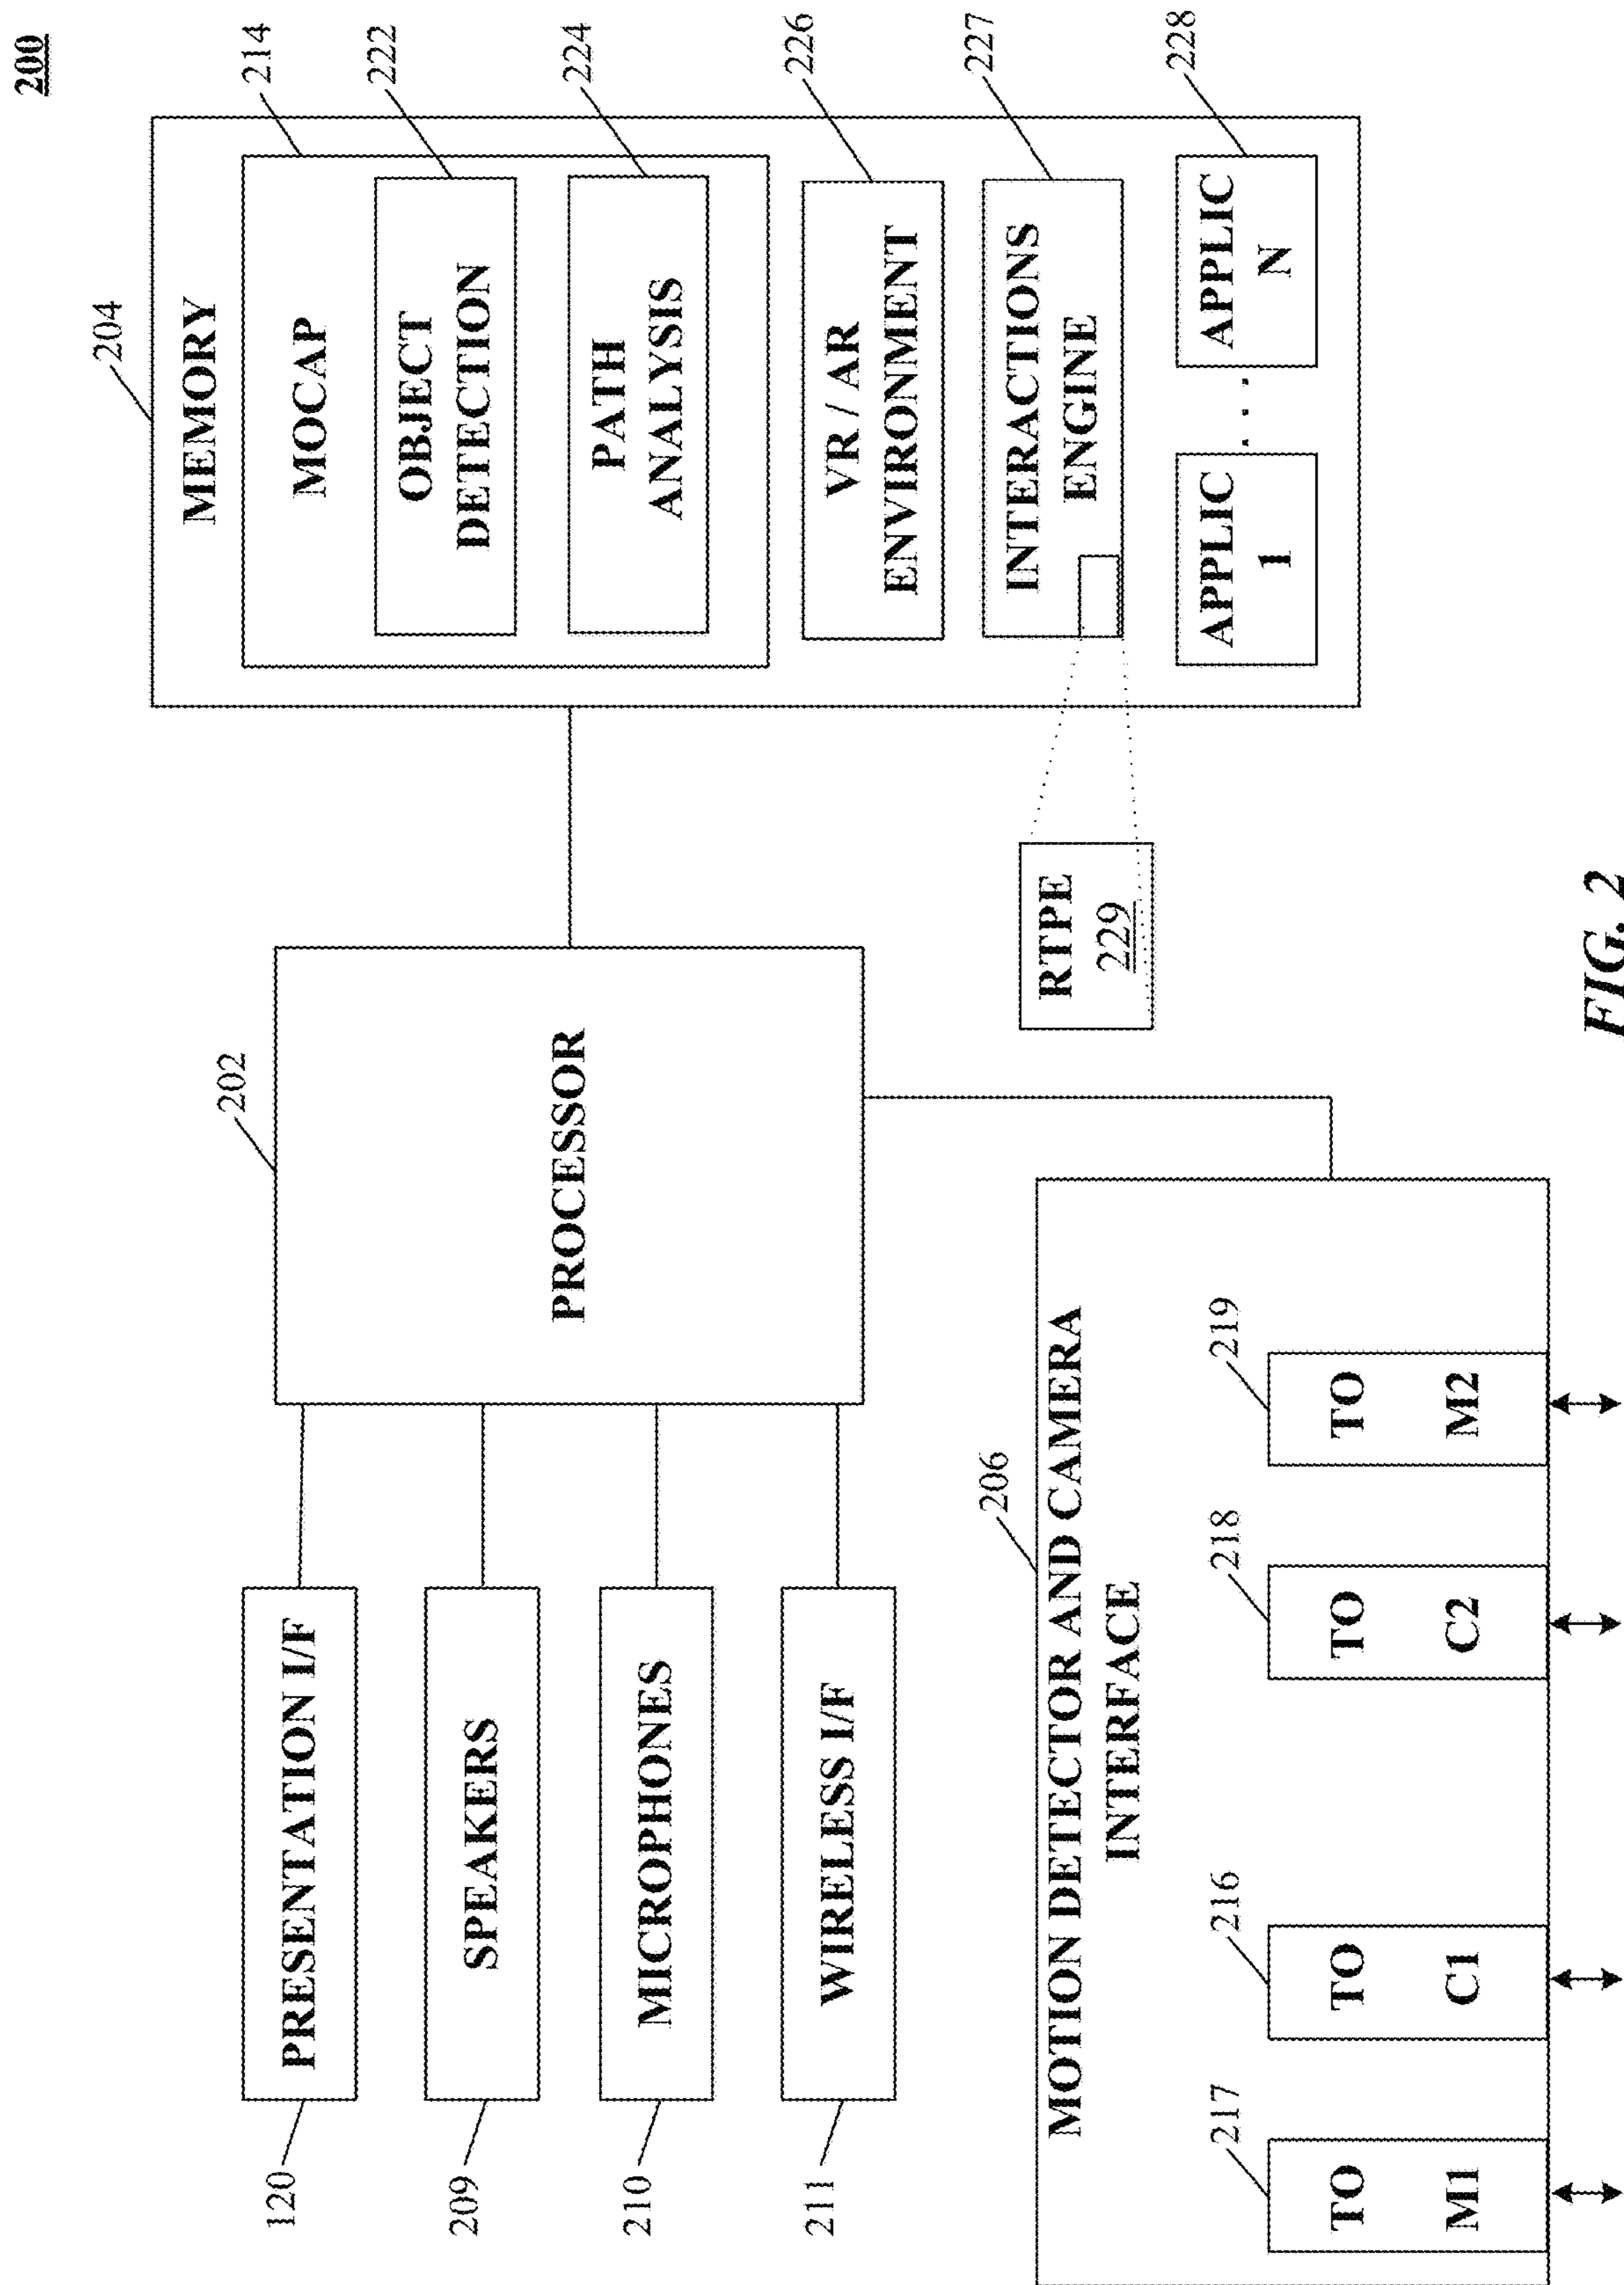 200
120
PRESENTATION I/F
209
SPEAKERS
210
MICROPHONES
211
WIRELESS I/F
202
PROCESSOR
204
MEMORY
214
MOCAP
222
OBJECT
DETECTION
224
PATH
ANALYSIS
226
VR / AR
ENVIRONMENT
227
INTERACTIONS
ENGINE
228
APPLIC
1
. . .
APPLIC
N
RTPE
229
206
MOTION DETECTOR AND CAMERA
INTERFACE
217
TO
M1
216
TO
C1
218
TO
C2
219
TO
M2
FIG. 2